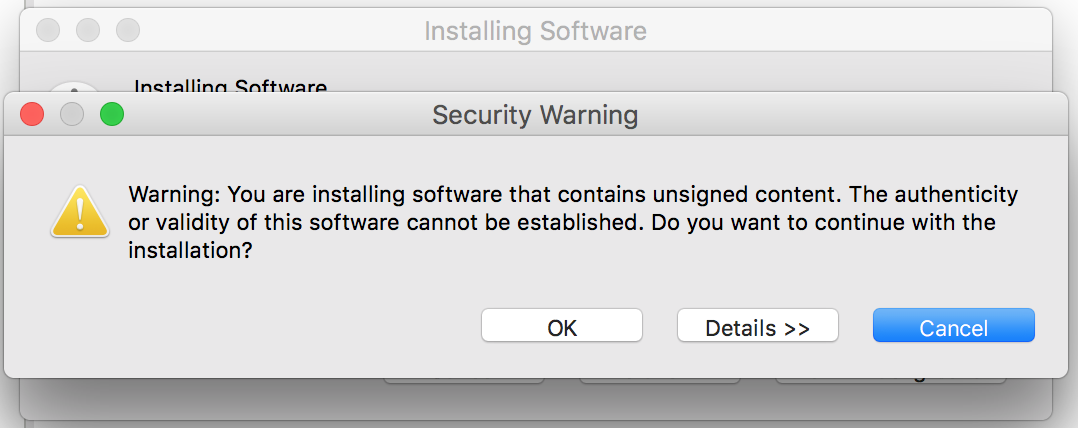 Installing Software
Installing Software
Security Warning
Warning: You are installing software that contains unsigned content. The authenticity
or validity of this software cannot be established. Do you want to continue with the
installation?
OK
Details >>
Cancel